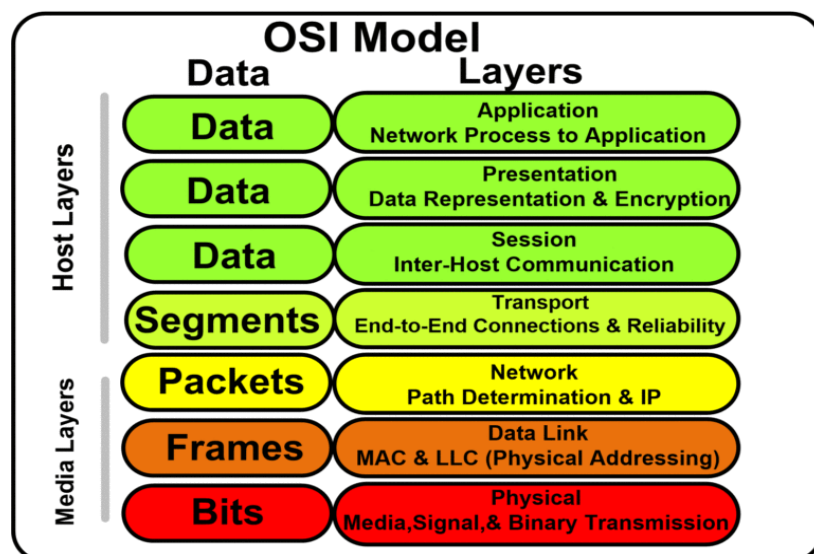 OSI Model
Data Layers
Host Layers
Data
Application
Network Process to Application
Data
Presentation
Data Representation & Encryption
Data
Session
Inter-Host Communication
Segments
Transport
End-to-End Connections & Reliability
Media Layers
Packets
Network
Path Determination & IP
Frames
Data Link
MAC & LLC (Physical Addressing)
Bits
Physical
Media,Signal,& Binary Transmission